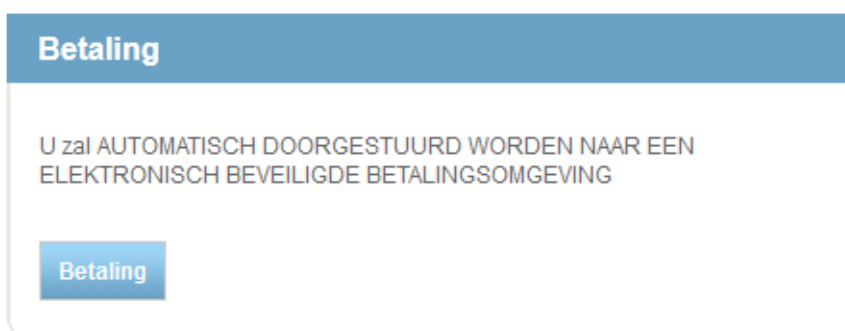 Betaling
U zal AUTOMATISCH DOORGESTUURD WORDEN NAAR EEN
ELEKTRONISCH BEVEILIGDE BETALINGSOMGEVING
Betaling